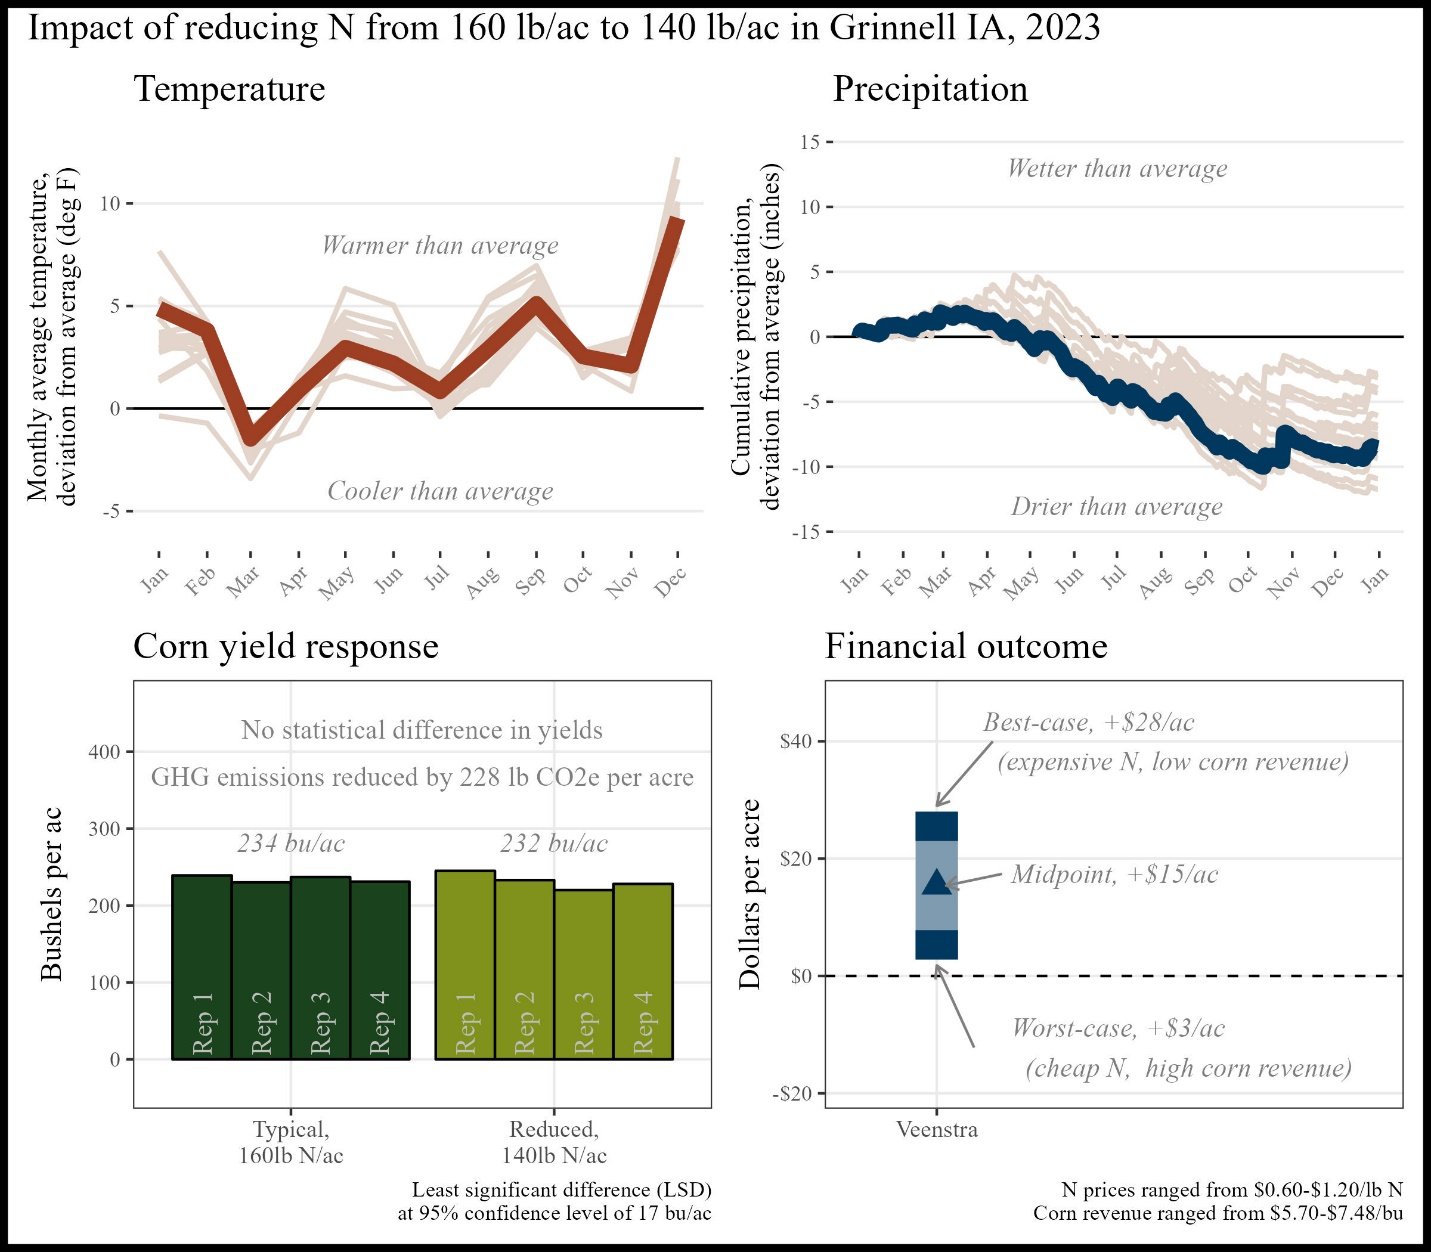 Impact of reducing N from 160 lb/ac to 140 lb/ac in Grinnell IA, 2023
Temperature
Monthly average temperature,
deviation from average (deg F)
10
5
0
-5
Warmer than average
Cooler than average
Jan
Feb
Mar
Apr
May
Jun
Jul
Aug
Sep
Oct
Nov
Dec
Precipitation
Cumulative precipitation,
deviation from average (inches)
15
10
5
0
-5
-10
-15
Wetter than average
Drier than average
Jan
Feb
Mar
Apr
May
Jun
Jul
Aug
Sep
Oct
Nov
Dec
Jan
Corn yield response
Bushels per ac
400
300
200
100
0
No statistical difference in yields
GHG emissions reduced by 228 lb CO2e per acre
234 bu/ac
232 bu/ac
Rep 1
Rep 2
Rep 3
Rep 4
Rep 1
Rep 2
Rep 3
Rep 4
Typical,
160lb N/ac
Reduced,
140lb N/ac
Least significant difference (LSD)
at 95% confidence level of 17 bu/ac
Financial outcome
Dollars per acre
$40
$20
$0
-$20
Best-case, +$28/ac
(expensive N, low corn revenue)
Midpoint, +$15/ac
Worst-case, +$3/ac
(cheap N,  high corn revenue)
Veenstra
N prices ranged from $0.60-$1.20/lb N
Corn revenue ranged from $5.70-$7.48/bu